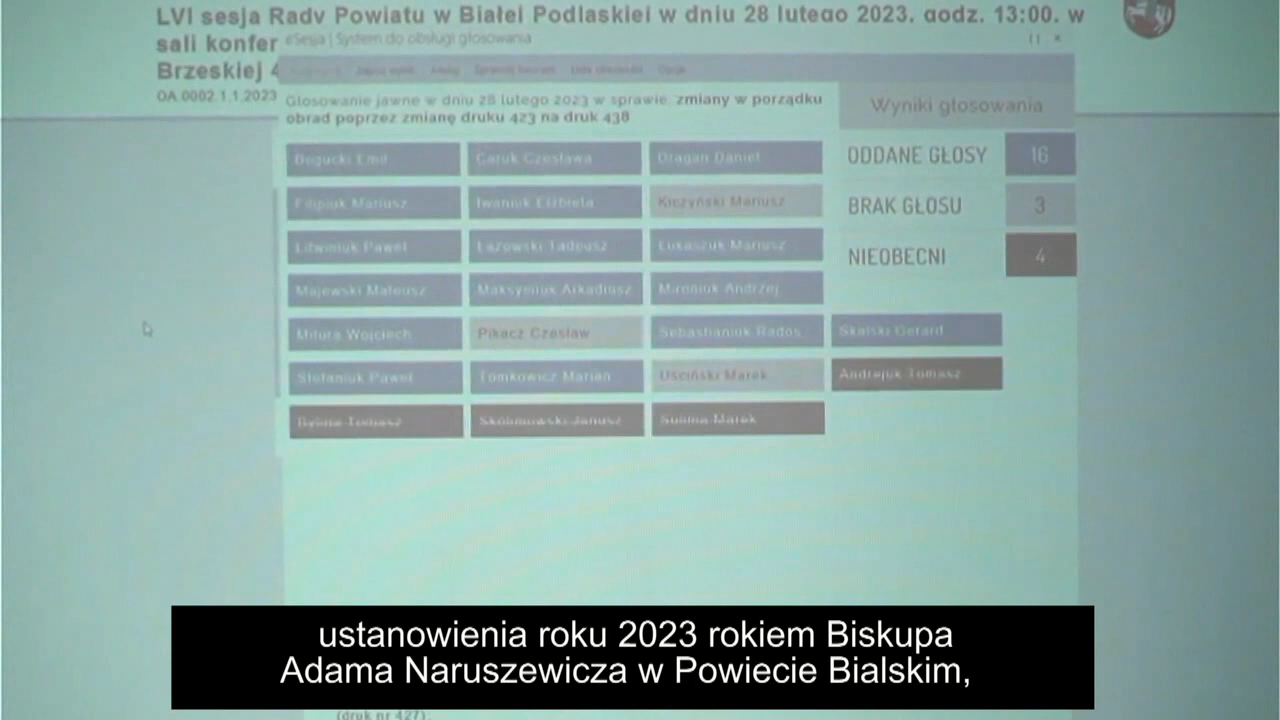 LVI sesja Rady Powiatu w Białej Podlaskiej w dniu 28 lutego 2023, godz. 13:00, w
sali konfer
eSesja | System do obsługi głosowania
Brzeskiej 4
OA.0002.1.1.2023
Głosowanie jawne w dniu 28 lutego 2023 w sprawie: zmiany w porządku
obrad poprzez zmianę druku 423 na druk 438
Wyniki głosowania
ODDANE GŁOSY 16
BRAK GŁOSU 3
NIEOBECNI 4
Bogucki Emil Caruk Czesława Dragan Daniel
Filipiuk Mariusz Iwaniuk Elżbieta Kiczyński Mariusz
Litwiniuk Paweł Łazowski Tadeusz Łukaszuk Mariusz
Majewski Mateusz Maksymiuk Arkadiusz Mironiuk Andrzej
Mitura Wojciech Pikacz Czesław Sebastianiuk Rados Skalski Gerard
Stefaniuk Paweł Tomkowicz Marian Uściński Marek Andrejuk Tomasz
Bylina Tomasz Skólimowski Janusz Sulima Marek
ustanowienia roku 2023 rokiem Biskupa
Adama Naruszewicza w Powiecie Bialskim,
(druk nr 427).